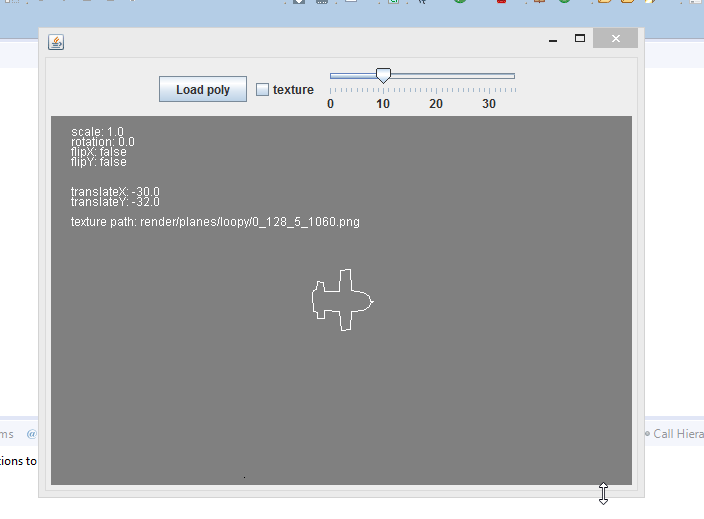 Load poly
texture
0 10 20 30
scale: 1.0
rotation: 0.0
flipX: false
flipY: false
translateX: -30.0
translateY: -32.0
texture path: render/planes/loopy/0_128_5_1060.png
ms @
Call Hiera
tions to